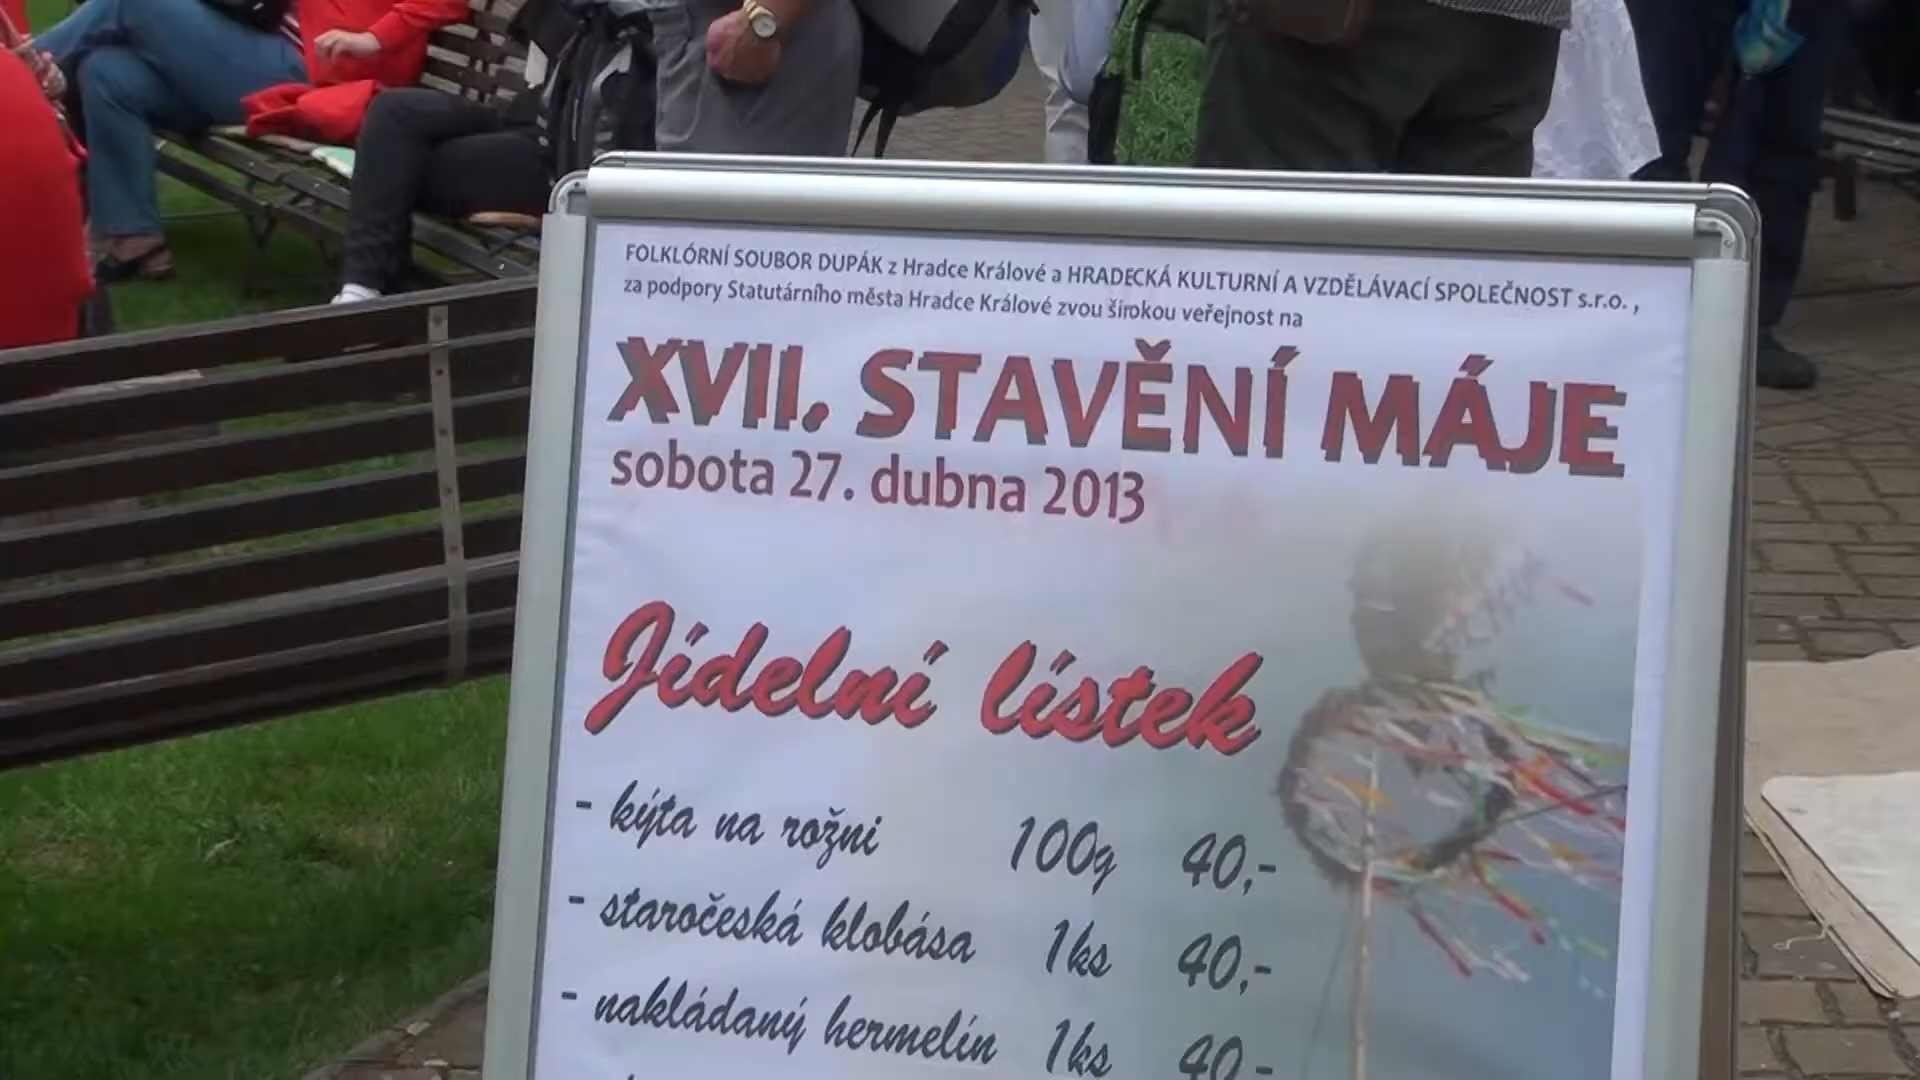 FOLKLÓRNÍ SOUBOR DUPÁK z Hradce Králové a HRADECKÁ KULTURNÍ A VZDĚLÁVACÍ SPOLEČNOST s.r.o. ,
za podpory Statutárního města Hradce Králové zvou širokou veřejnost na
XVII. STAVĚNÍ MÁJE
sobota 27. dubna 2013
Jídelní lístek
- kýta na rožni 100g 40,-
- staročeská klobása 1ks 40,-
- nakládaný hermelín 1ks 40,-